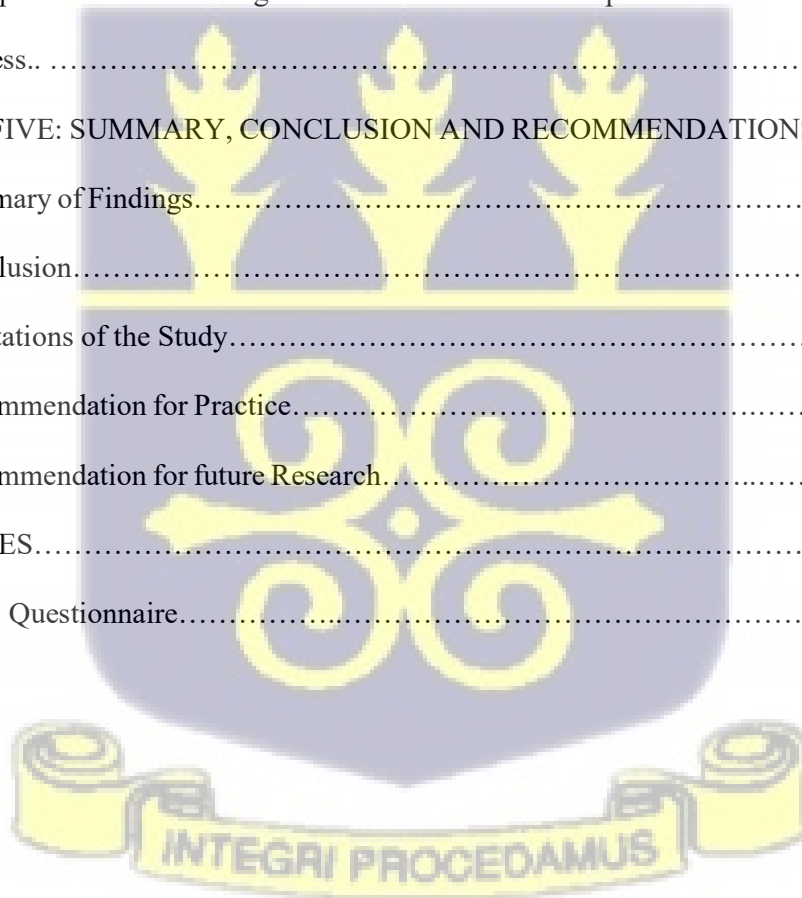 ess.. ……………………………………………………………………
FIVE: SUMMARY, CONCLUSION AND RECOMMENDATIONS
mary of Findings……………………………………………………
lusion…………………………………………………………………
tations of the Study…………………………………………………
mmendation for Practice……………………………………………
mmendation for future Research……………………………………
ES………………………………………………………………………
Questionnaire…………………………………………………………
INTEGRI PROCEDAMUS